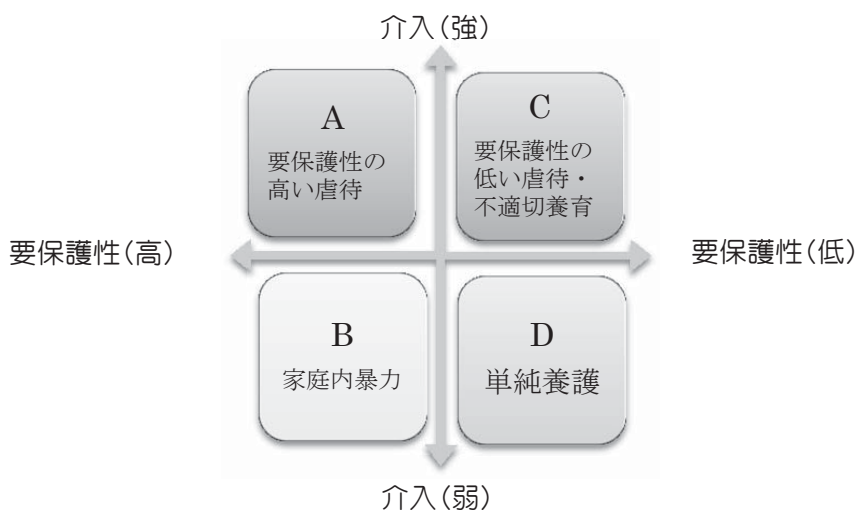 介入(強)
A
要保護性の
高い虐待
C
要保護性の
低い虐待・
不適切養育
要保護性(高)
要保護性(低)
B
家庭内暴力
D
単純養護
介入(弱)